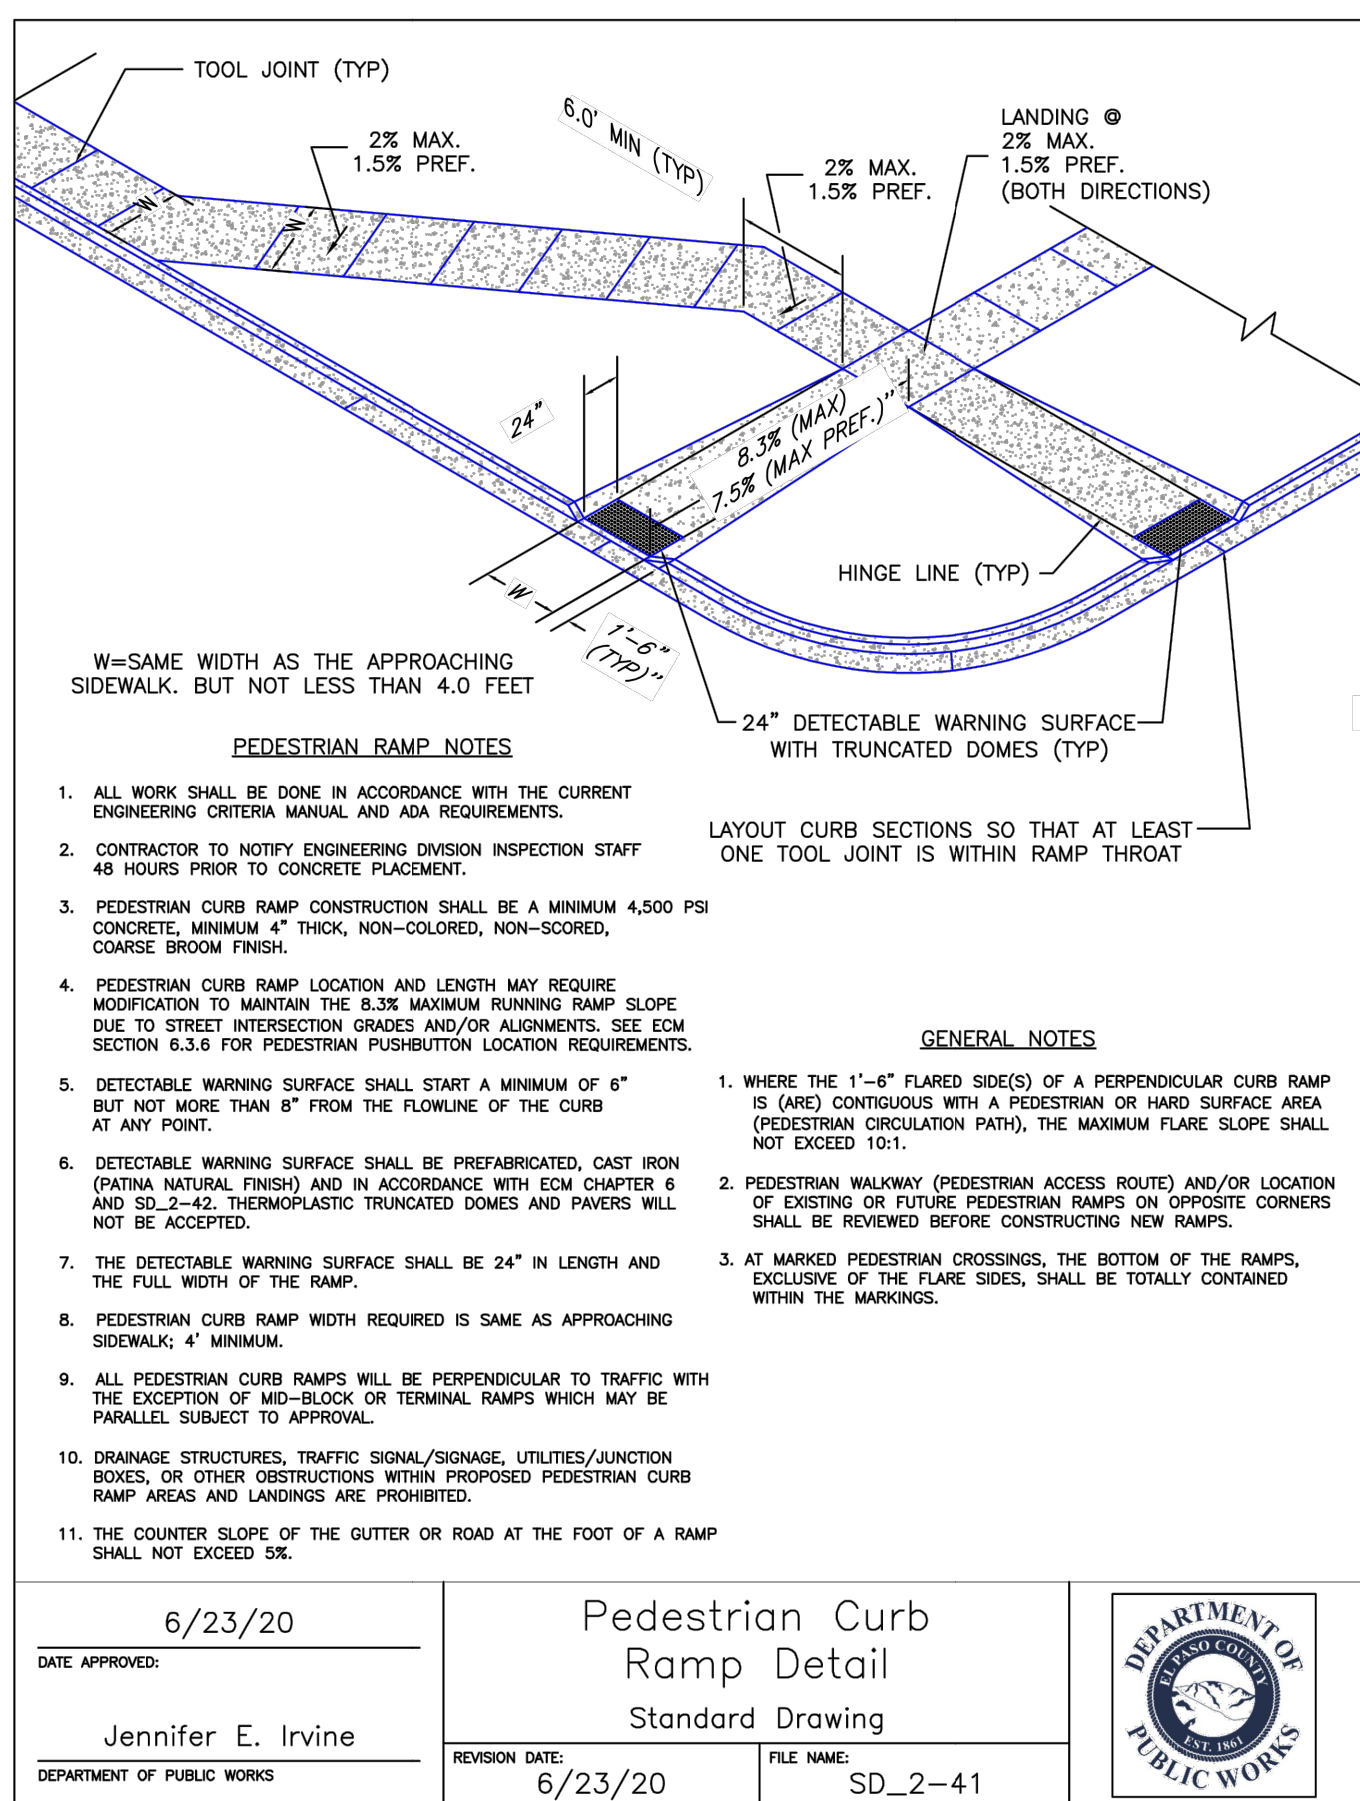 TOOL JOINT (TYP)
2% MAX.
1.5% PREF.
6.0' MIN (TYP)
2% MAX.
1.5% PREF.
LANDING @
2% MAX.
1.5% PREF.
(BOTH DIRECTIONS)
W
W
24"
8.3% (MAX)
7.5% (MAX PREF.)"
HINGE LINE (TYP)
W
1'-6"
(TYP)"
W=SAME WIDTH AS THE APPROACHING
SIDEWALK. BUT NOT LESS THAN 4.0 FEET
24" DETECTABLE WARNING SURFACE
WITH TRUNCATED DOMES (TYP)
LAYOUT CURB SECTIONS SO THAT AT LEAST
ONE TOOL JOINT IS WITHIN RAMP THROAT
PEDESTRIAN RAMP NOTES
1. ALL WORK SHALL BE DONE IN ACCORDANCE WITH THE CURRENT
ENGINEERING CRITERIA MANUAL AND ADA REQUIREMENTS.
2. CONTRACTOR TO NOTIFY ENGINEERING DIVISION INSPECTION STAFF
48 HOURS PRIOR TO CONCRETE PLACEMENT.
3. PEDESTRIAN CURB RAMP CONSTRUCTION SHALL BE A MINIMUM 4,500 PSI
CONCRETE, MINIMUM 4" THICK, NON-COLORED, NON-SCORED,
COARSE BROOM FINISH.
4. PEDESTRIAN CURB RAMP LOCATION AND LENGTH MAY REQUIRE
MODIFICATION TO MAINTAIN THE 8.3% MAXIMUM RUNNING RAMP SLOPE
DUE TO STREET INTERSECTION GRADES AND/OR ALIGNMENTS. SEE ECM
SECTION 6.3.6 FOR PEDESTRIAN PUSHBUTTON LOCATION REQUIREMENTS.
5. DETECTABLE WARNING SURFACE SHALL START A MINIMUM OF 6"
BUT NOT MORE THAN 8" FROM THE FLOWLINE OF THE CURB
AT ANY POINT.
6. DETECTABLE WARNING SURFACE SHALL BE PREFABRICATED, CAST IRON
(PATINA NATURAL FINISH) AND IN ACCORDANCE WITH ECM CHAPTER 6
AND SD_2-42. THERMOPLASTIC TRUNCATED DOMES AND PAVERS WILL
NOT BE ACCEPTED.
7. THE DETECTABLE WARNING SURFACE SHALL BE 24" IN LENGTH AND
THE FULL WIDTH OF THE RAMP.
8. PEDESTRIAN CURB RAMP WIDTH REQUIRED IS SAME AS APPROACHING
SIDEWALK; 4' MINIMUM.
9. ALL PEDESTRIAN CURB RAMPS WILL BE PERPENDICULAR TO TRAFFIC WITH
THE EXCEPTION OF MID-BLOCK OR TERMINAL RAMPS WHICH MAY BE
PARALLEL SUBJECT TO APPROVAL.
10. DRAINAGE STRUCTURES, TRAFFIC SIGNAL/SIGNAGE, UTILITIES/JUNCTION
BOXES, OR OTHER OBSTRUCTIONS WITHIN PROPOSED PEDESTRIAN CURB
RAMP AREAS AND LANDINGS ARE PROHIBITED.
11. THE COUNTER SLOPE OF THE GUTTER OR ROAD AT THE FOOT OF A RAMP
SHALL NOT EXCEED 5%.
GENERAL NOTES
1. WHERE THE 1'-6" FLARED SIDE(S) OF A PERPENDICULAR CURB RAMP
IS (ARE) CONTIGUOUS WITH A PEDESTRIAN OR HARD SURFACE AREA
(PEDESTRIAN CIRCULATION PATH), THE MAXIMUM FLARE SLOPE SHALL
NOT EXCEED 10:1.
2. PEDESTRIAN WALKWAY (PEDESTRIAN ACCESS ROUTE) AND/OR LOCATION
OF EXISTING OR FUTURE PEDESTRIAN RAMPS ON OPPOSITE CORNERS
SHALL BE REVIEWED BEFORE CONSTRUCTING NEW RAMPS.
3. AT MARKED PEDESTRIAN CROSSINGS, THE BOTTOM OF THE RAMPS,
EXCLUSIVE OF THE FLARE SIDES, SHALL BE TOTALLY CONTAINED
WITHIN THE MARKINGS.
6/23/20
DATE APPROVED:
Jennifer E. Irvine
DEPARTMENT OF PUBLIC WORKS
Pedestrian Curb
Ramp Detail
Standard Drawing
REVISION DATE:
6/23/20
FILE NAME:
SD_2-41
DEPARTMENT OF
EL PASO COUNTY
EST. 1861
PUBLIC WORKS